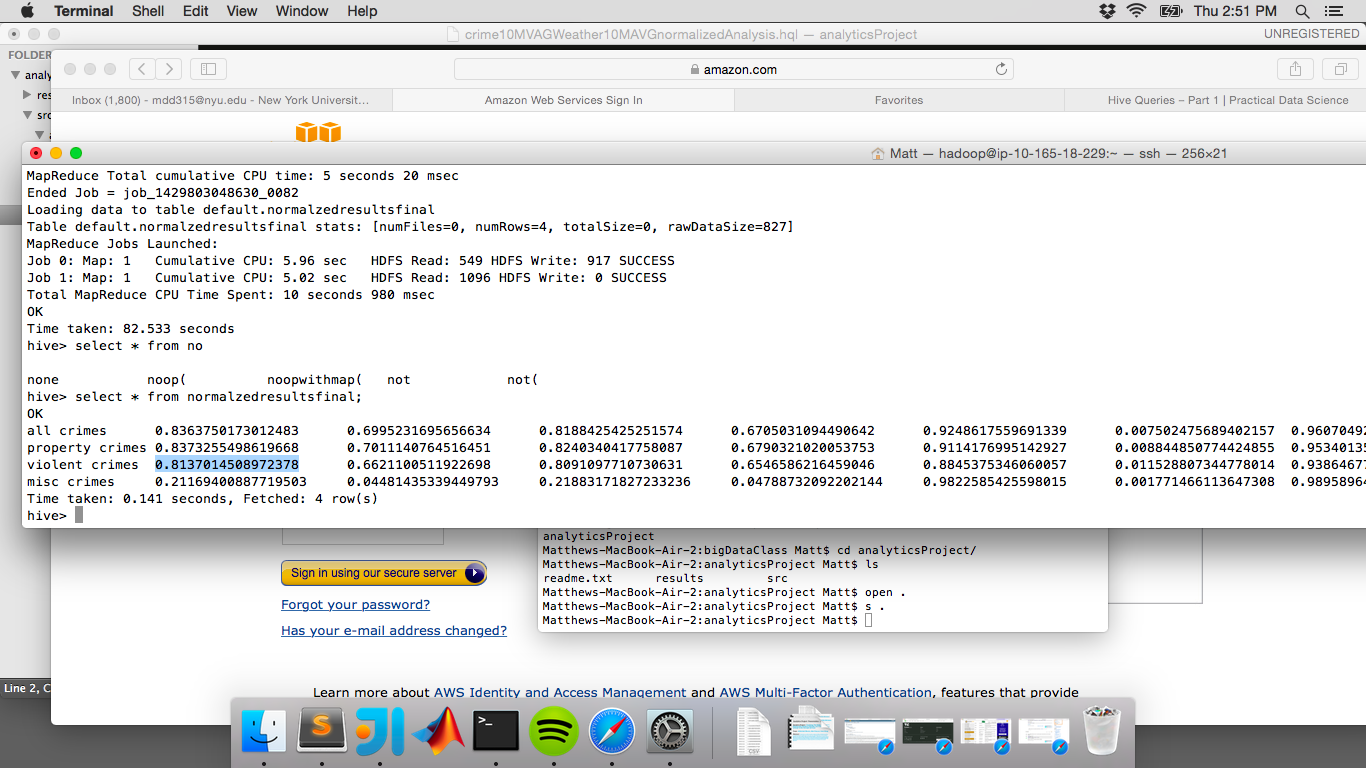 Terminal Shell Edit View Window Help Thu 2:51 PM
crime10MVAGWeather10MAVGnormalizedAnalysis.hql — analyticsProject UNREGISTERED
FOLDER
analy
amazon.com
res
Inbox (1,800) - mdd315@nyu.edu - New York Universit... Amazon Web Services Sign In Favorites Hive Queries – Part 1 | Practical Data Science
src
Matt — hadoop@ip-10-165-18-229:~ — ssh — 256×21
MapReduce Total cumulative CPU time: 5 seconds 20 msec
Ended Job = job_1429803048630_0082
Loading data to table default.normalzedresultsfinal
Table default.normalzedresultsfinal stats: [numFiles=0, numRows=4, totalSize=0, rawDataSize=827]
MapReduce Jobs Launched:
Job 0: Map: 1 Cumulative CPU: 5.96 sec HDFS Read: 549 HDFS Write: 917 SUCCESS
Job 1: Map: 1 Cumulative CPU: 5.02 sec HDFS Read: 1096 HDFS Write: 0 SUCCESS
Total MapReduce CPU Time Spent: 10 seconds 980 msec
OK
Time taken: 82.533 seconds
hive> select * from no
none noop( noopwithmap( not not(
hive> select * from normalzedresultsfinal;
OK
all crimes 0.8363750173012483 0.6995231695656634 0.8188425425251574 0.6705031094490642 0.9248617559691339 0.007502475689402157 0.9607049
property crimes 0.8373255498619668 0.7011140764516451 0.8240340417758087 0.6790321020053753 0.9114176995142927 0.008844850774424855 0.9534013
violent crimes 0.8137014508972378 0.6621100511922698 0.8091097710730631 0.6546586216459046 0.8845375346060057 0.011528807344778014 0.9386467
misc crimes 0.21169400887719503 0.04481435339449793 0.21883171827233236 0.04788732092202144 0.9822585425598015 0.001771466113647308 0.9895896
Time taken: 0.141 seconds, Fetched: 4 row(s)
hive>
analyticsProject
Matthews-MacBook-Air-2:bigDataClass Matt$ cd analyticsProject/
Matthews-MacBook-Air-2:analyticsProject Matt$ ls
readme.txt results src
Matthews-MacBook-Air-2:analyticsProject Matt$ open .
Matthews-MacBook-Air-2:analyticsProject Matt$ s .
Matthews-MacBook-Air-2:analyticsProject Matt$
Sign in using our secure server
Forgot your password?
Has your e-mail address changed?
Line 2, C
Learn more about AWS Identity and Access Management and AWS Multi-Factor Authentication, features that provide